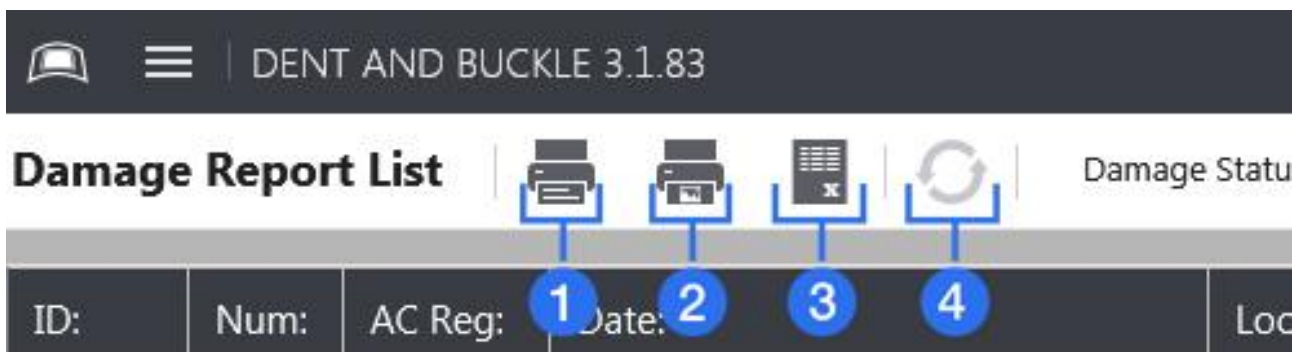 DENT AND BUCKLE 3.1.83
Damage Report List Damage Statu
1 2 3 4
ID: Num: AC Reg: Date: Loc